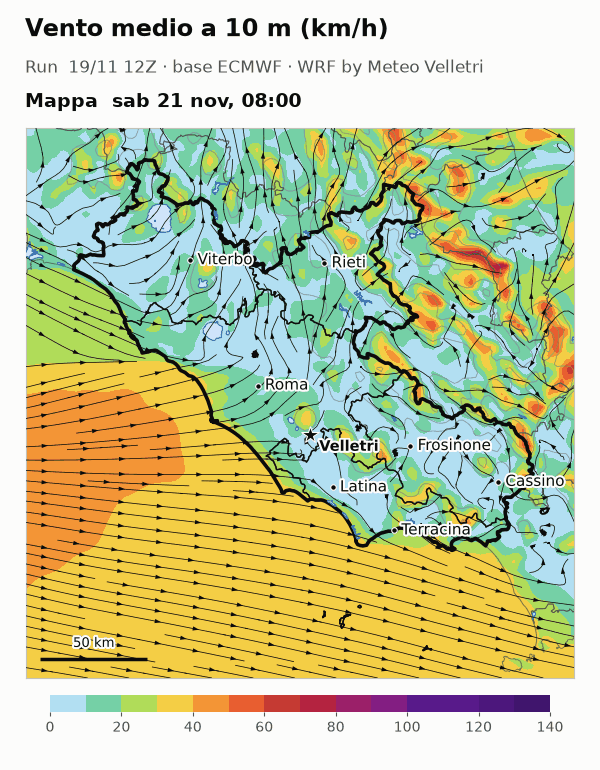 Vento medio a 10 m (km/h)
Run  19/11 12Z · base ECMWF · WRF by Meteo Velletri
Mappa  sab 21 nov, 08:00
Viterbo
Rieti
Roma
Velletri
Frosinone
Cassino
Latina
Terracina
50 km
0 20 40 60 80 100 120 140